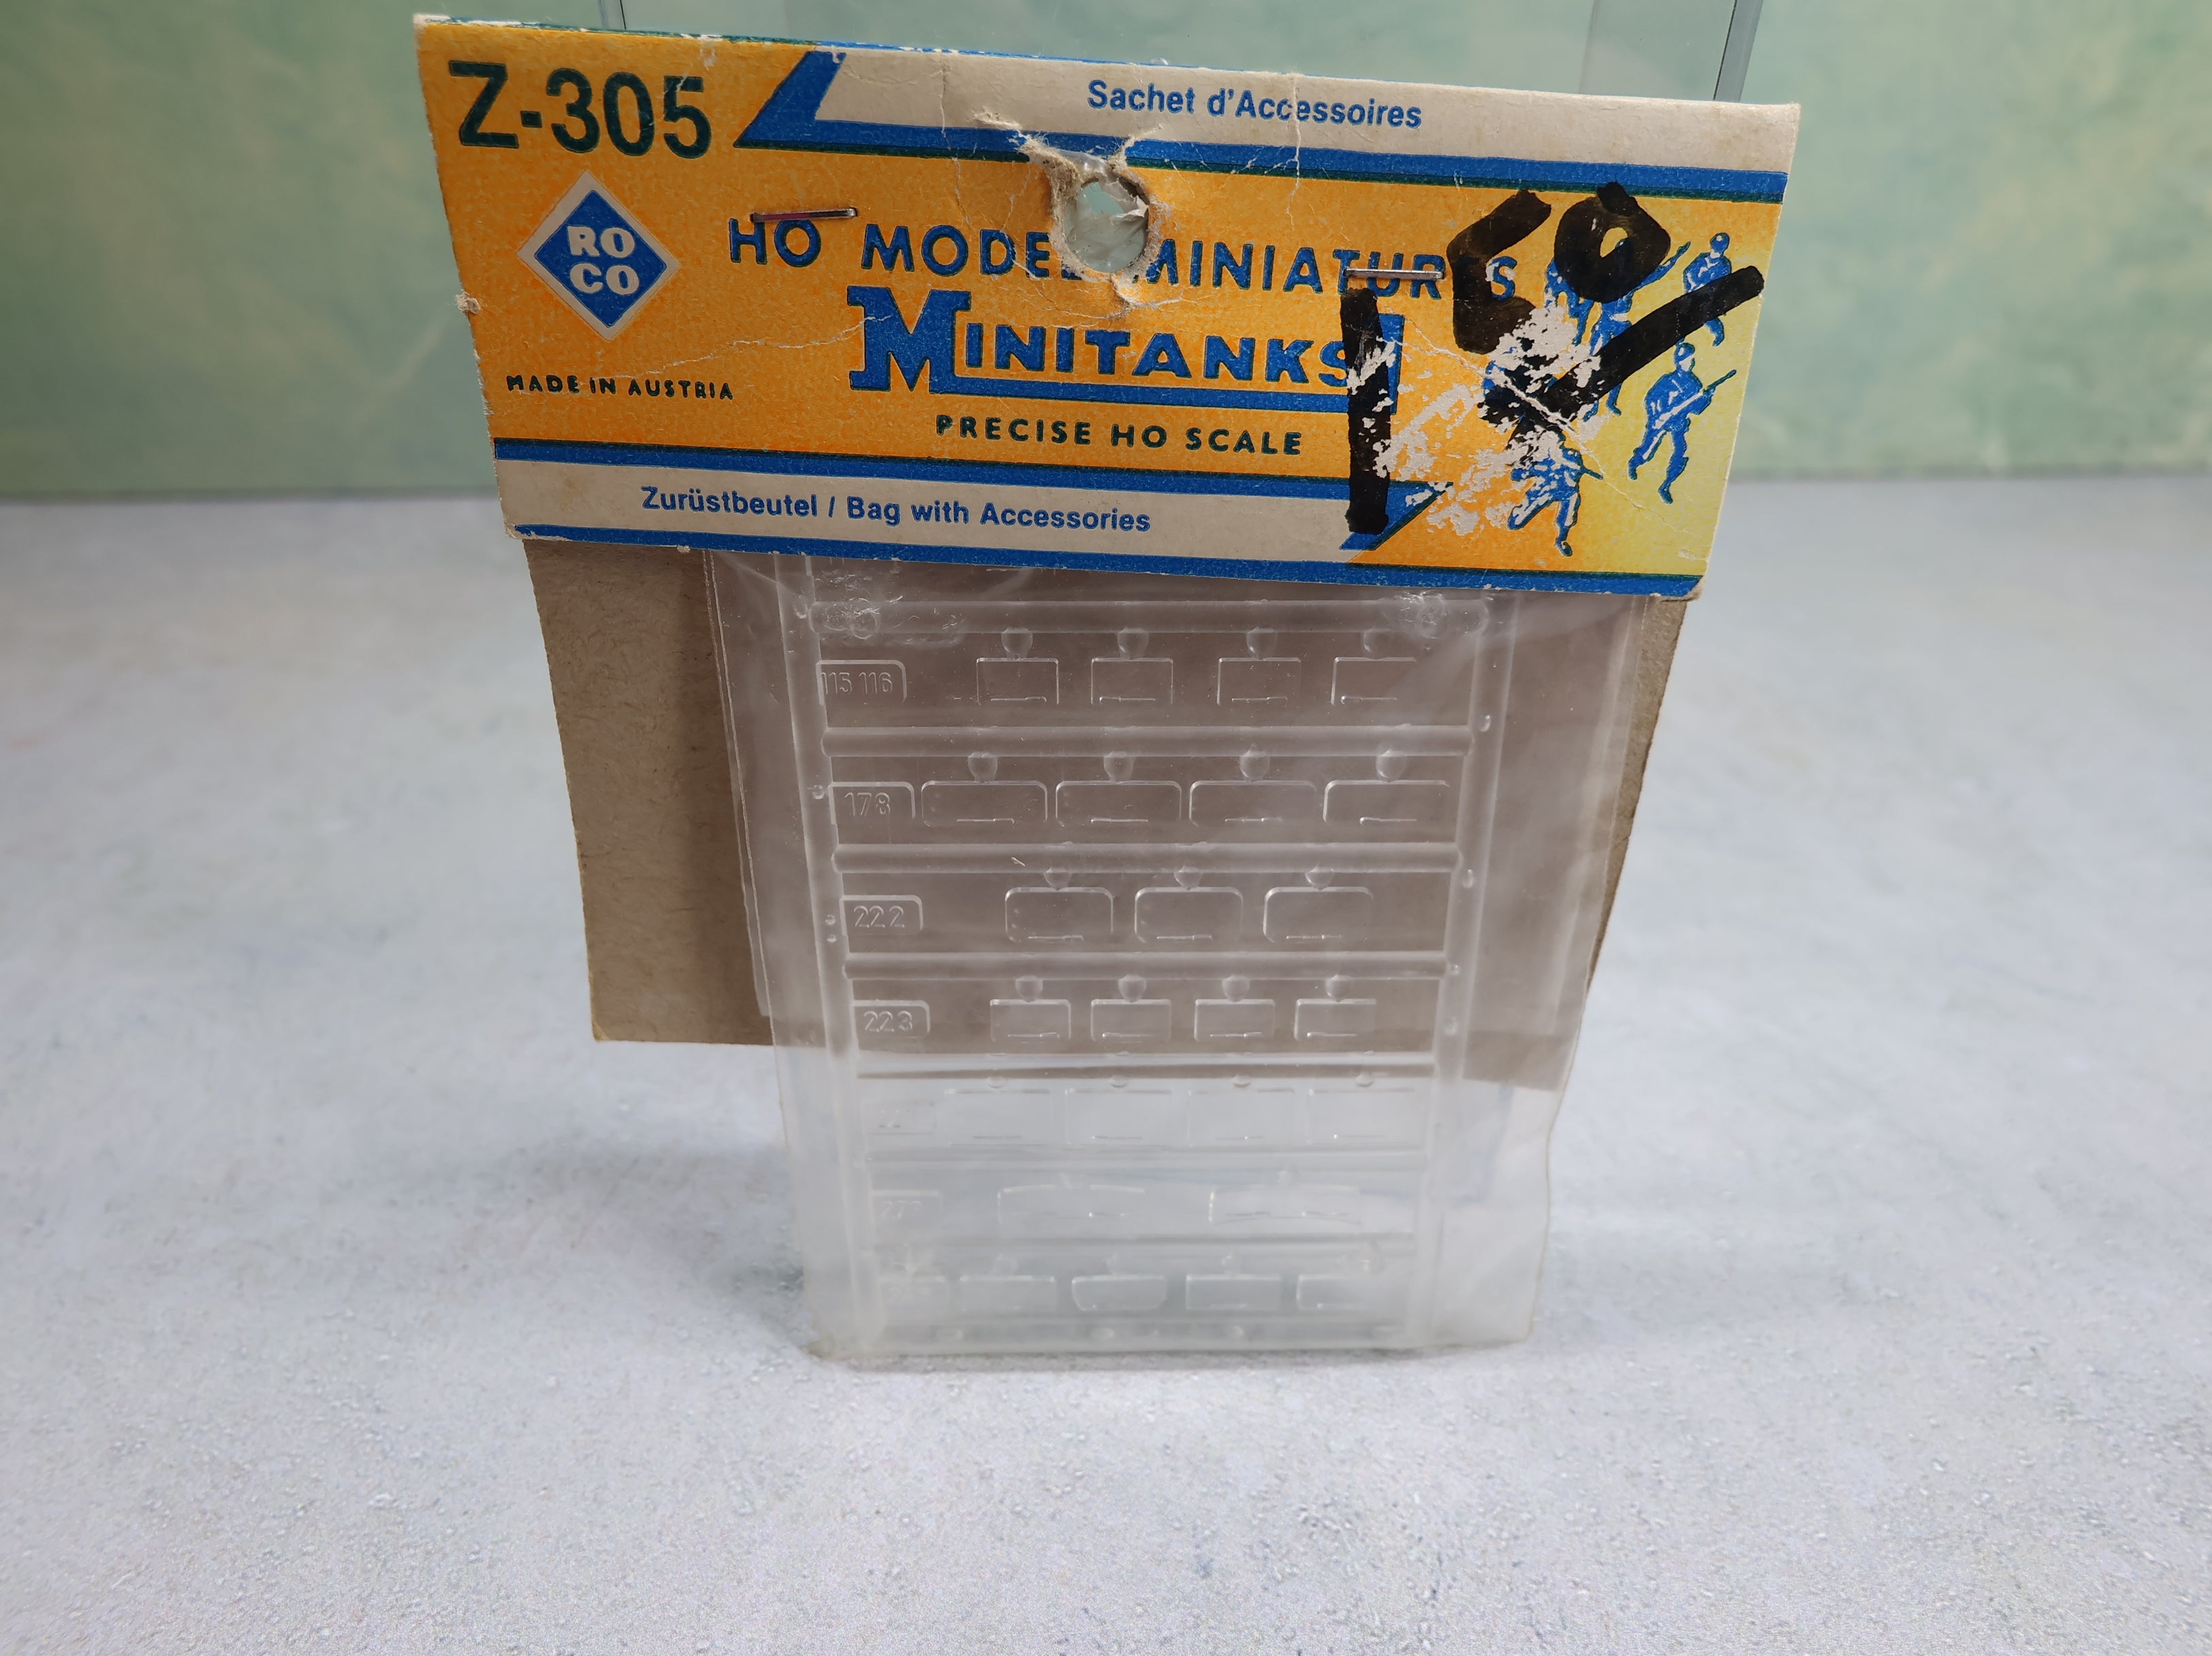 Z-305
Sachet d'Accessoires
RO
CO
HO MODEL MINIATURES
MINITANKS
MADE IN AUSTRIA
PRECISE HO SCALE
Zurüstbeutel / Bag with Accessories
115 116
178
222
223